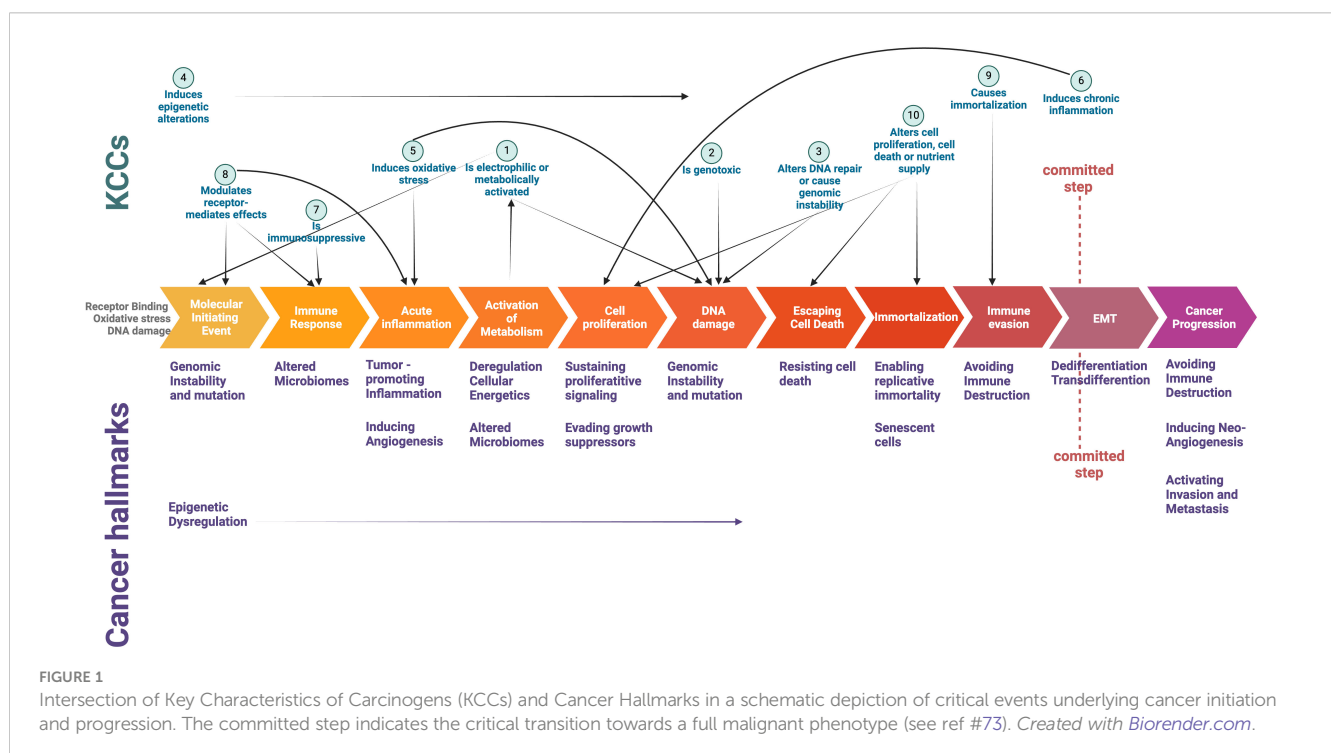 KCCs
4
Induces
epigenetic
alterations
8
Modulates
receptor-
mediates effects
7
Is
immunosuppressive
5
Induces oxidative
stress
1
Is electrophilic or
metabolically
activated
2
Is genotoxic
3
Alters DNA repair
or cause
genomic
instability
10
Alters cell
proliferation, cell
death or nutrient
supply
9
Causes
immortalization
6
Induces chronic
inflammation
committed
step
Receptor Binding
Oxidative stress
DNA damage
Molecular
Initiating
Event
Immune
Response
Acute
inflammation
Activation
of
Metabolism
Cell
proliferation
DNA
damage
Escaping
Cell Death
Immortalization
Immune
evasion
EMT
Cancer
Progression
Cancer hallmarks
Genomic
Instability
and mutation
Altered
Microbiomes
Tumor -
promoting
Inflammation
Inducing
Angiogenesis
Deregulation
Cellular
Energetics
Altered
Microbiomes
Sustaining
proliferatitive
signaling
Evading growth
suppressors
Genomic
Instability
and mutation
Resisting cell
death
Enabling
replicative
immortality
Senescent
cells
Avoiding
Immune
Destruction
Dedifferentiation
Transdifferention
committed
step
Avoiding
Immune
Destruction
Inducing Neo-
Angiogenesis
Activating
Invasion and
Metastasis
Epigenetic
Dysregulation
FIGURE 1
Intersection of Key Characteristics of Carcinogens (KCCs) and Cancer Hallmarks in a schematic depiction of critical events underlying cancer initiation
and progression. The committed step indicates the critical transition towards a full malignant phenotype (see ref #73). Created with Biorender.com.